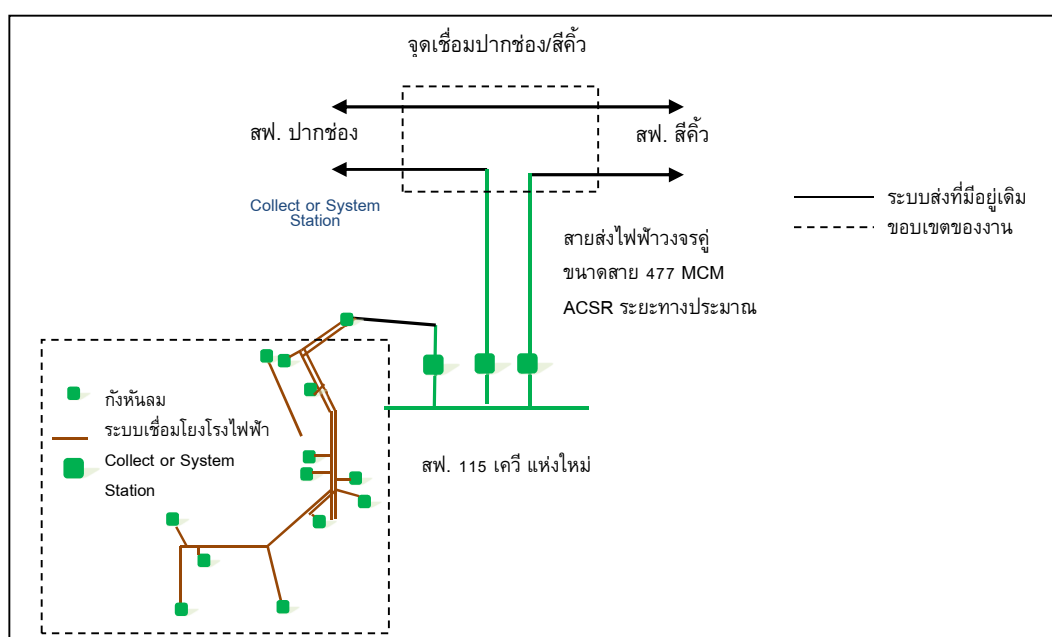 จุดเชื่อมปากช่อง/สีคิ้ว
สฟ. ปากช่อง
สฟ. สีคิ้ว
Collect or System
Station
ระบบส่งที่มีอยู่เดิม
ขอบเขตของงาน
สายส่งไฟฟ้าวงจรคู่
ขนาดสาย 477 MCM
ACSR ระยะทางประมาณ
กังหันลม
ระบบเชื่อมโยงโรงไฟฟ้า
Collect or System
Station
สฟ. 115 เควี แห่งใหม่